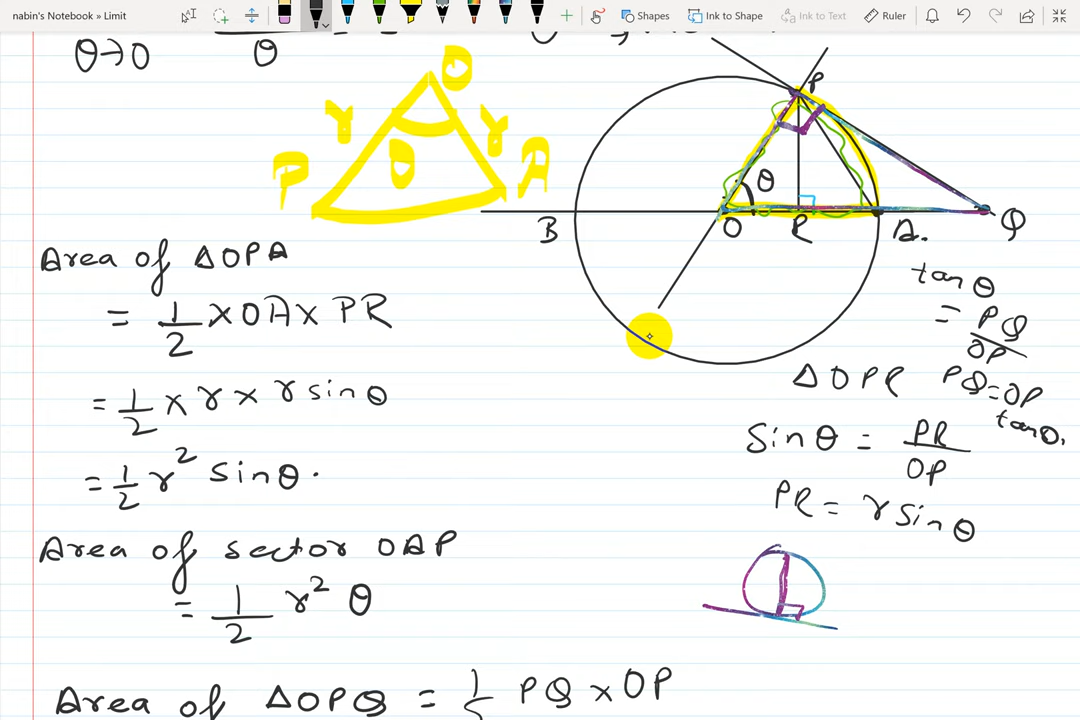 nabin's Notebook » Limit
Shapes
Ink to Shape
Ink to Text
Ruler
θ→0
θ
O
r
r
θ
P
A
P
θ
B
O
R
A.
Q
Area of ΔOPA
= 1/2 × OA × PR
= 1/2 × r × r sinθ
= 1/2 r² sinθ.
Area of sector OAP
= 1/2 r² θ
Area of ΔOPQ = 1/2 PQ × OP
tanθ
= PQ/OP
PQ = OP
tanθ.
ΔOPR
Sinθ = PR/OP
PR = r sinθ